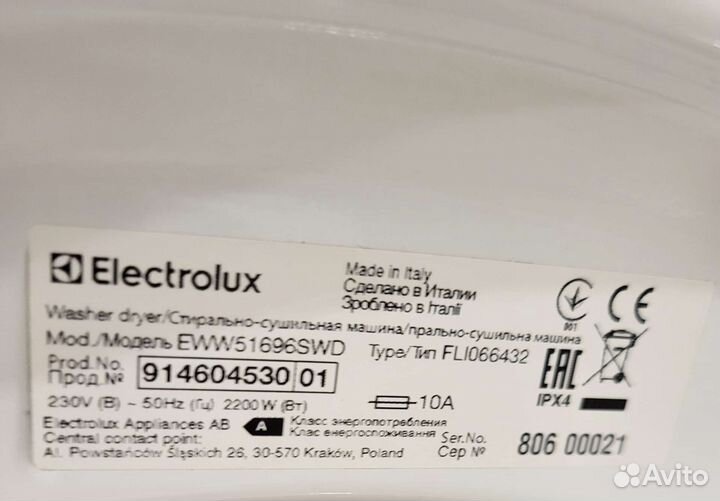 Electrolux
Made in Italy
Сделано в Италии
Зроблено в Італії
Washer dryer/Стирально-сушильная машина/прально-сушильна машина
Mod./Модель EWW51696SWD Type/Тип FLI066432
Prod.No.
Прод.№ 914604530 01
10A
230V (В) ~ 50Hz (Гц) 2200 W (Вт)
001
CE
EAC
IPX4
Electrolux Appliances AB
A Класс энергопотребления
Клас енергоспоживання
Central contact point:
Al. Powstańców Śląskich 26, 30-570 Kraków, Poland
Ser.No.
Сер № 806 00021
Avito